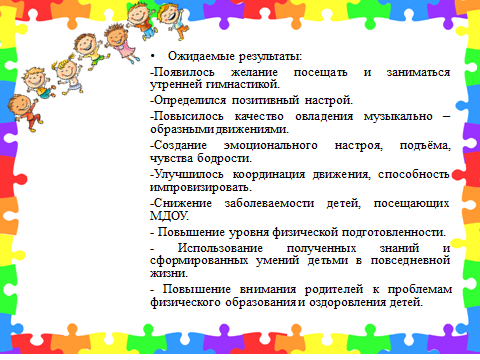 • Ожидаемые результаты:
-Появилось желание посещать и заниматься
утренней гимнастикой.
-Определился позитивный настрой.
-Повысилось качество овладения музыкально –
образными движениями.
-Создание эмоционального настроя, подъёма,
чувства бодрости.
-Улучшилось координация движения, способность
импровизировать.
-Снижение заболеваемости детей, посещающих
МДОУ.
- Повышение уровня физической подготовленности.
- Использование полученных знаний и
сформированных умений детьми в повседневной
жизни.
- Повышение внимания родителей к проблемам
физического образования и оздоровления детей.